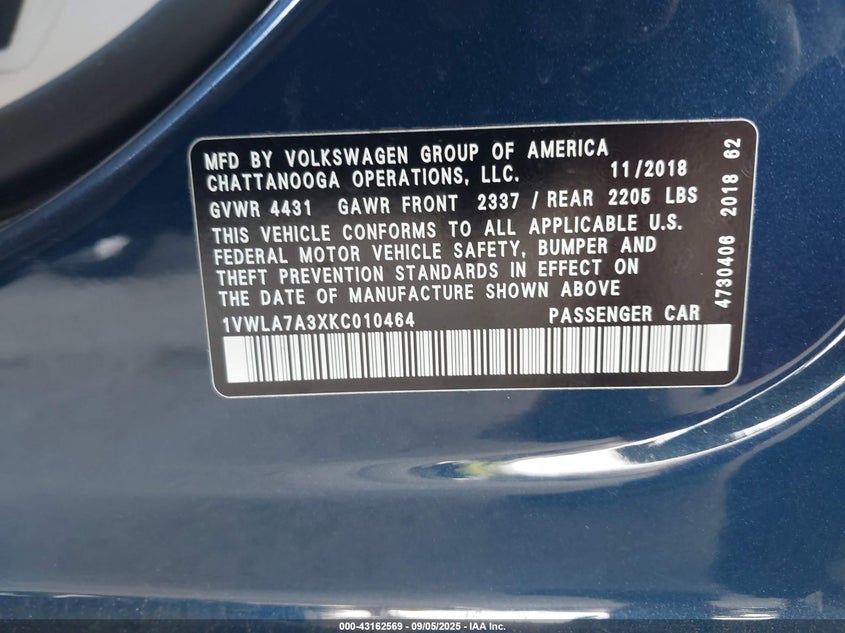 MFD BY VOLKSWAGEN GROUP OF AMERICA
CHATTANOOGA OPERATIONS, LLC. 11/2018
GVWR 4431 GAWR FRONT 2337 / REAR 2205 LBS
THIS VEHICLE CONFORMS TO ALL APPLICABLE U.S.
FEDERAL MOTOR VEHICLE SAFETY, BUMPER AND
THEFT PREVENTION STANDARDS IN EFFECT ON
THE DATE OF MANUFACTURE SHOWN ABOVE
1VWLA7A3XKC010464 PASSENGER CAR
4730406 2018 62
000-43162569 - 09/05/2025 - IAA Inc.